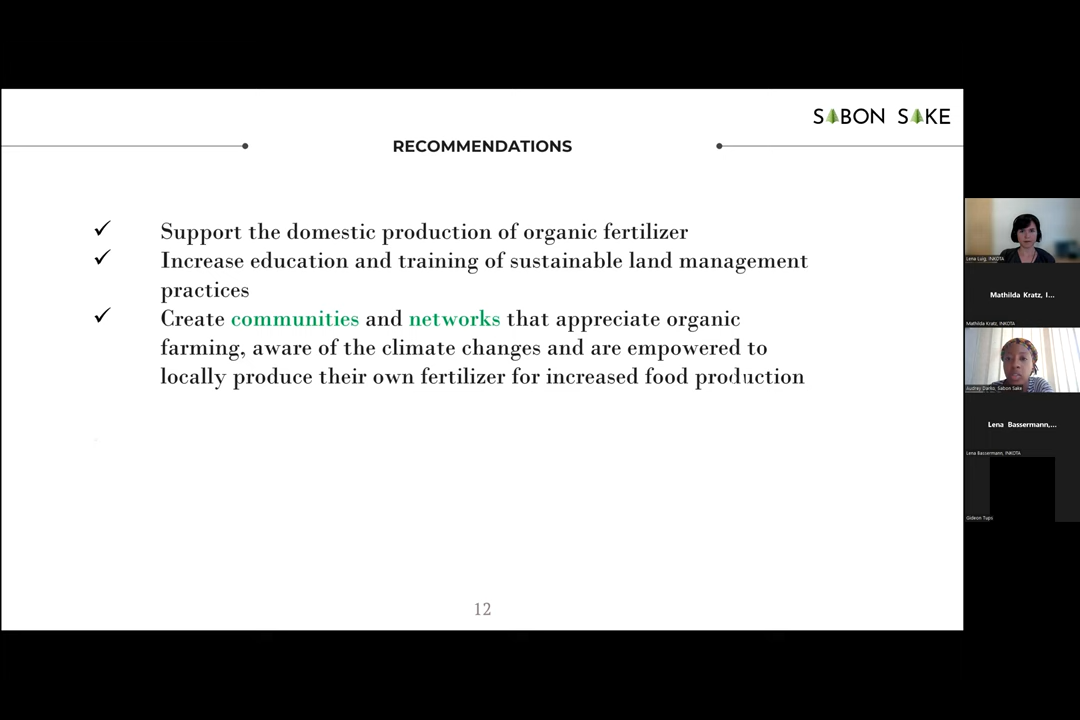 SABON SAKE
RECOMMENDATIONS
Support the domestic production of organic fertilizer
Increase education and training of sustainable land management
practices
Create communities and networks that appreciate organic
farming, aware of the climate changes and are empowered to
locally produce their own fertilizer for increased food production
12
Lena Luig, INKOTA
Mathilda Kratz, I...
Mathilda Kratz, INKOTA
Audrey Darko, Sabon Sake
Lena Bassermann,...
Lena Bassermann, INKOTA
Gideon Tups